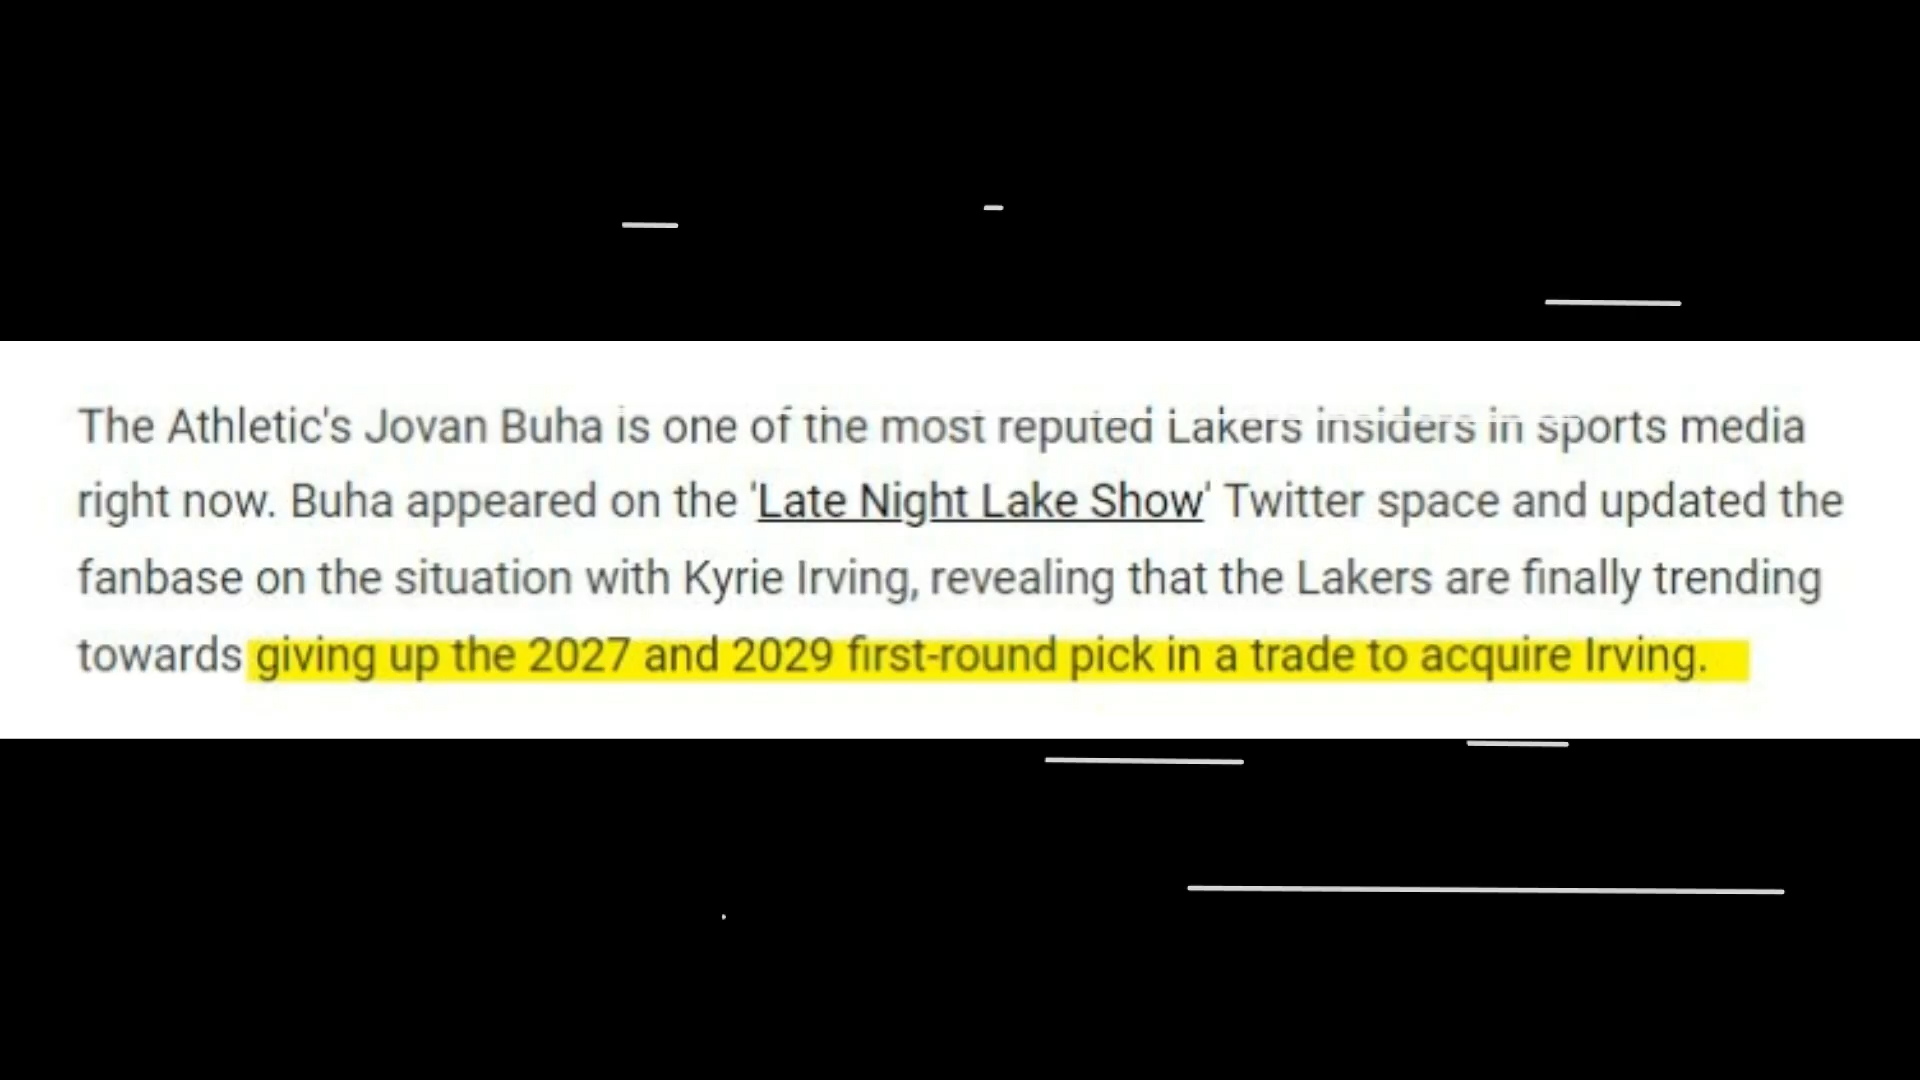 The Athletic's Jovan Buha is one of the most reputed Lakers insiders in sports media
right now. Buha appeared on the 'Late Night Lake Show' Twitter space and updated the
fanbase on the situation with Kyrie Irving, revealing that the Lakers are finally trending
towards giving up the 2027 and 2029 first-round pick in a trade to acquire Irving.